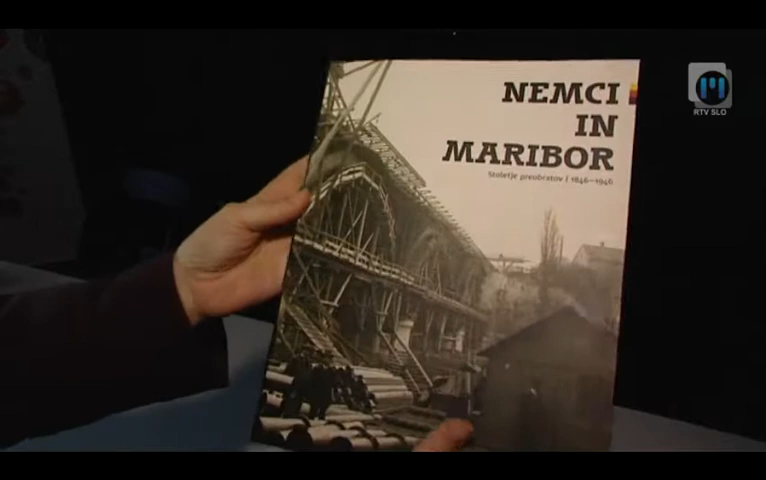 NEMCI
IN
MARIBOR
Stoletje preobratov | 1846–1946
RTV SLO